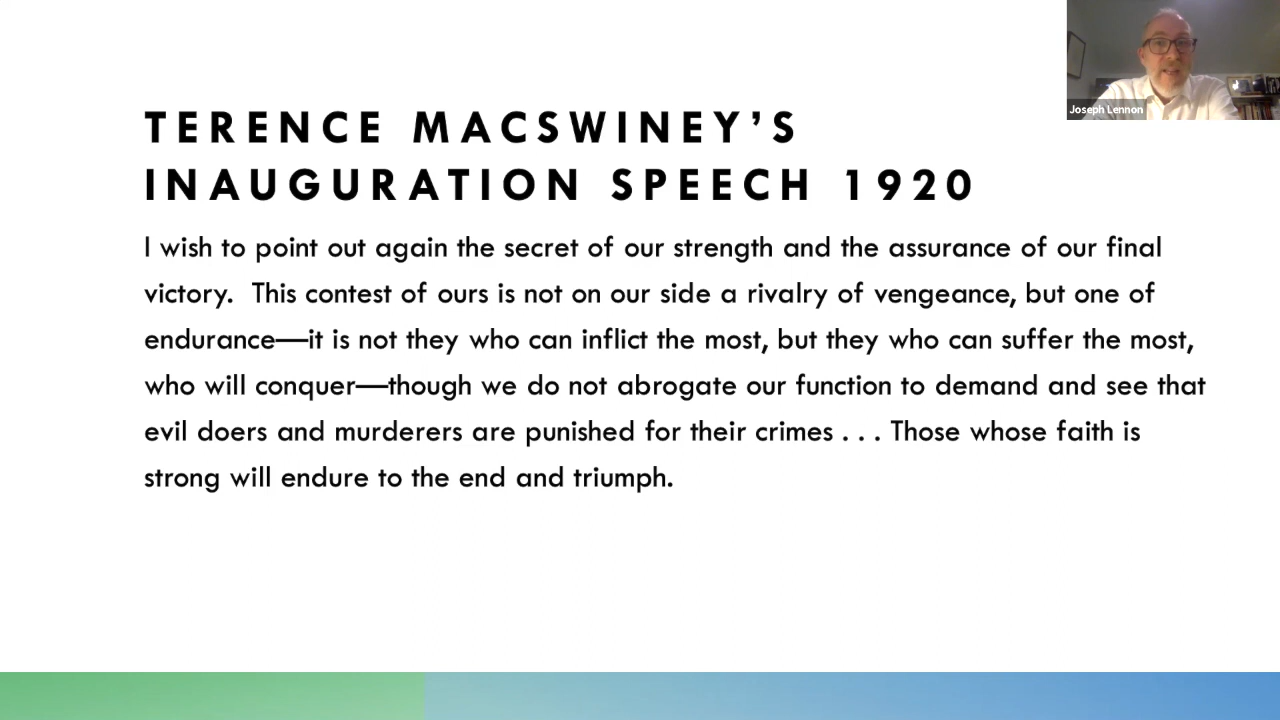 Joseph Lennon
TERENCE MACSWINEY’S
INAUGURATION SPEECH 1920
I wish to point out again the secret of our strength and the assurance of our final
victory.  This contest of ours is not on our side a rivalry of vengeance, but one of
endurance—it is not they who can inflict the most, but they who can suffer the most,
who will conquer—though we do not abrogate our function to demand and see that
evil doers and murderers are punished for their crimes . . . Those whose faith is
strong will endure to the end and triumph.